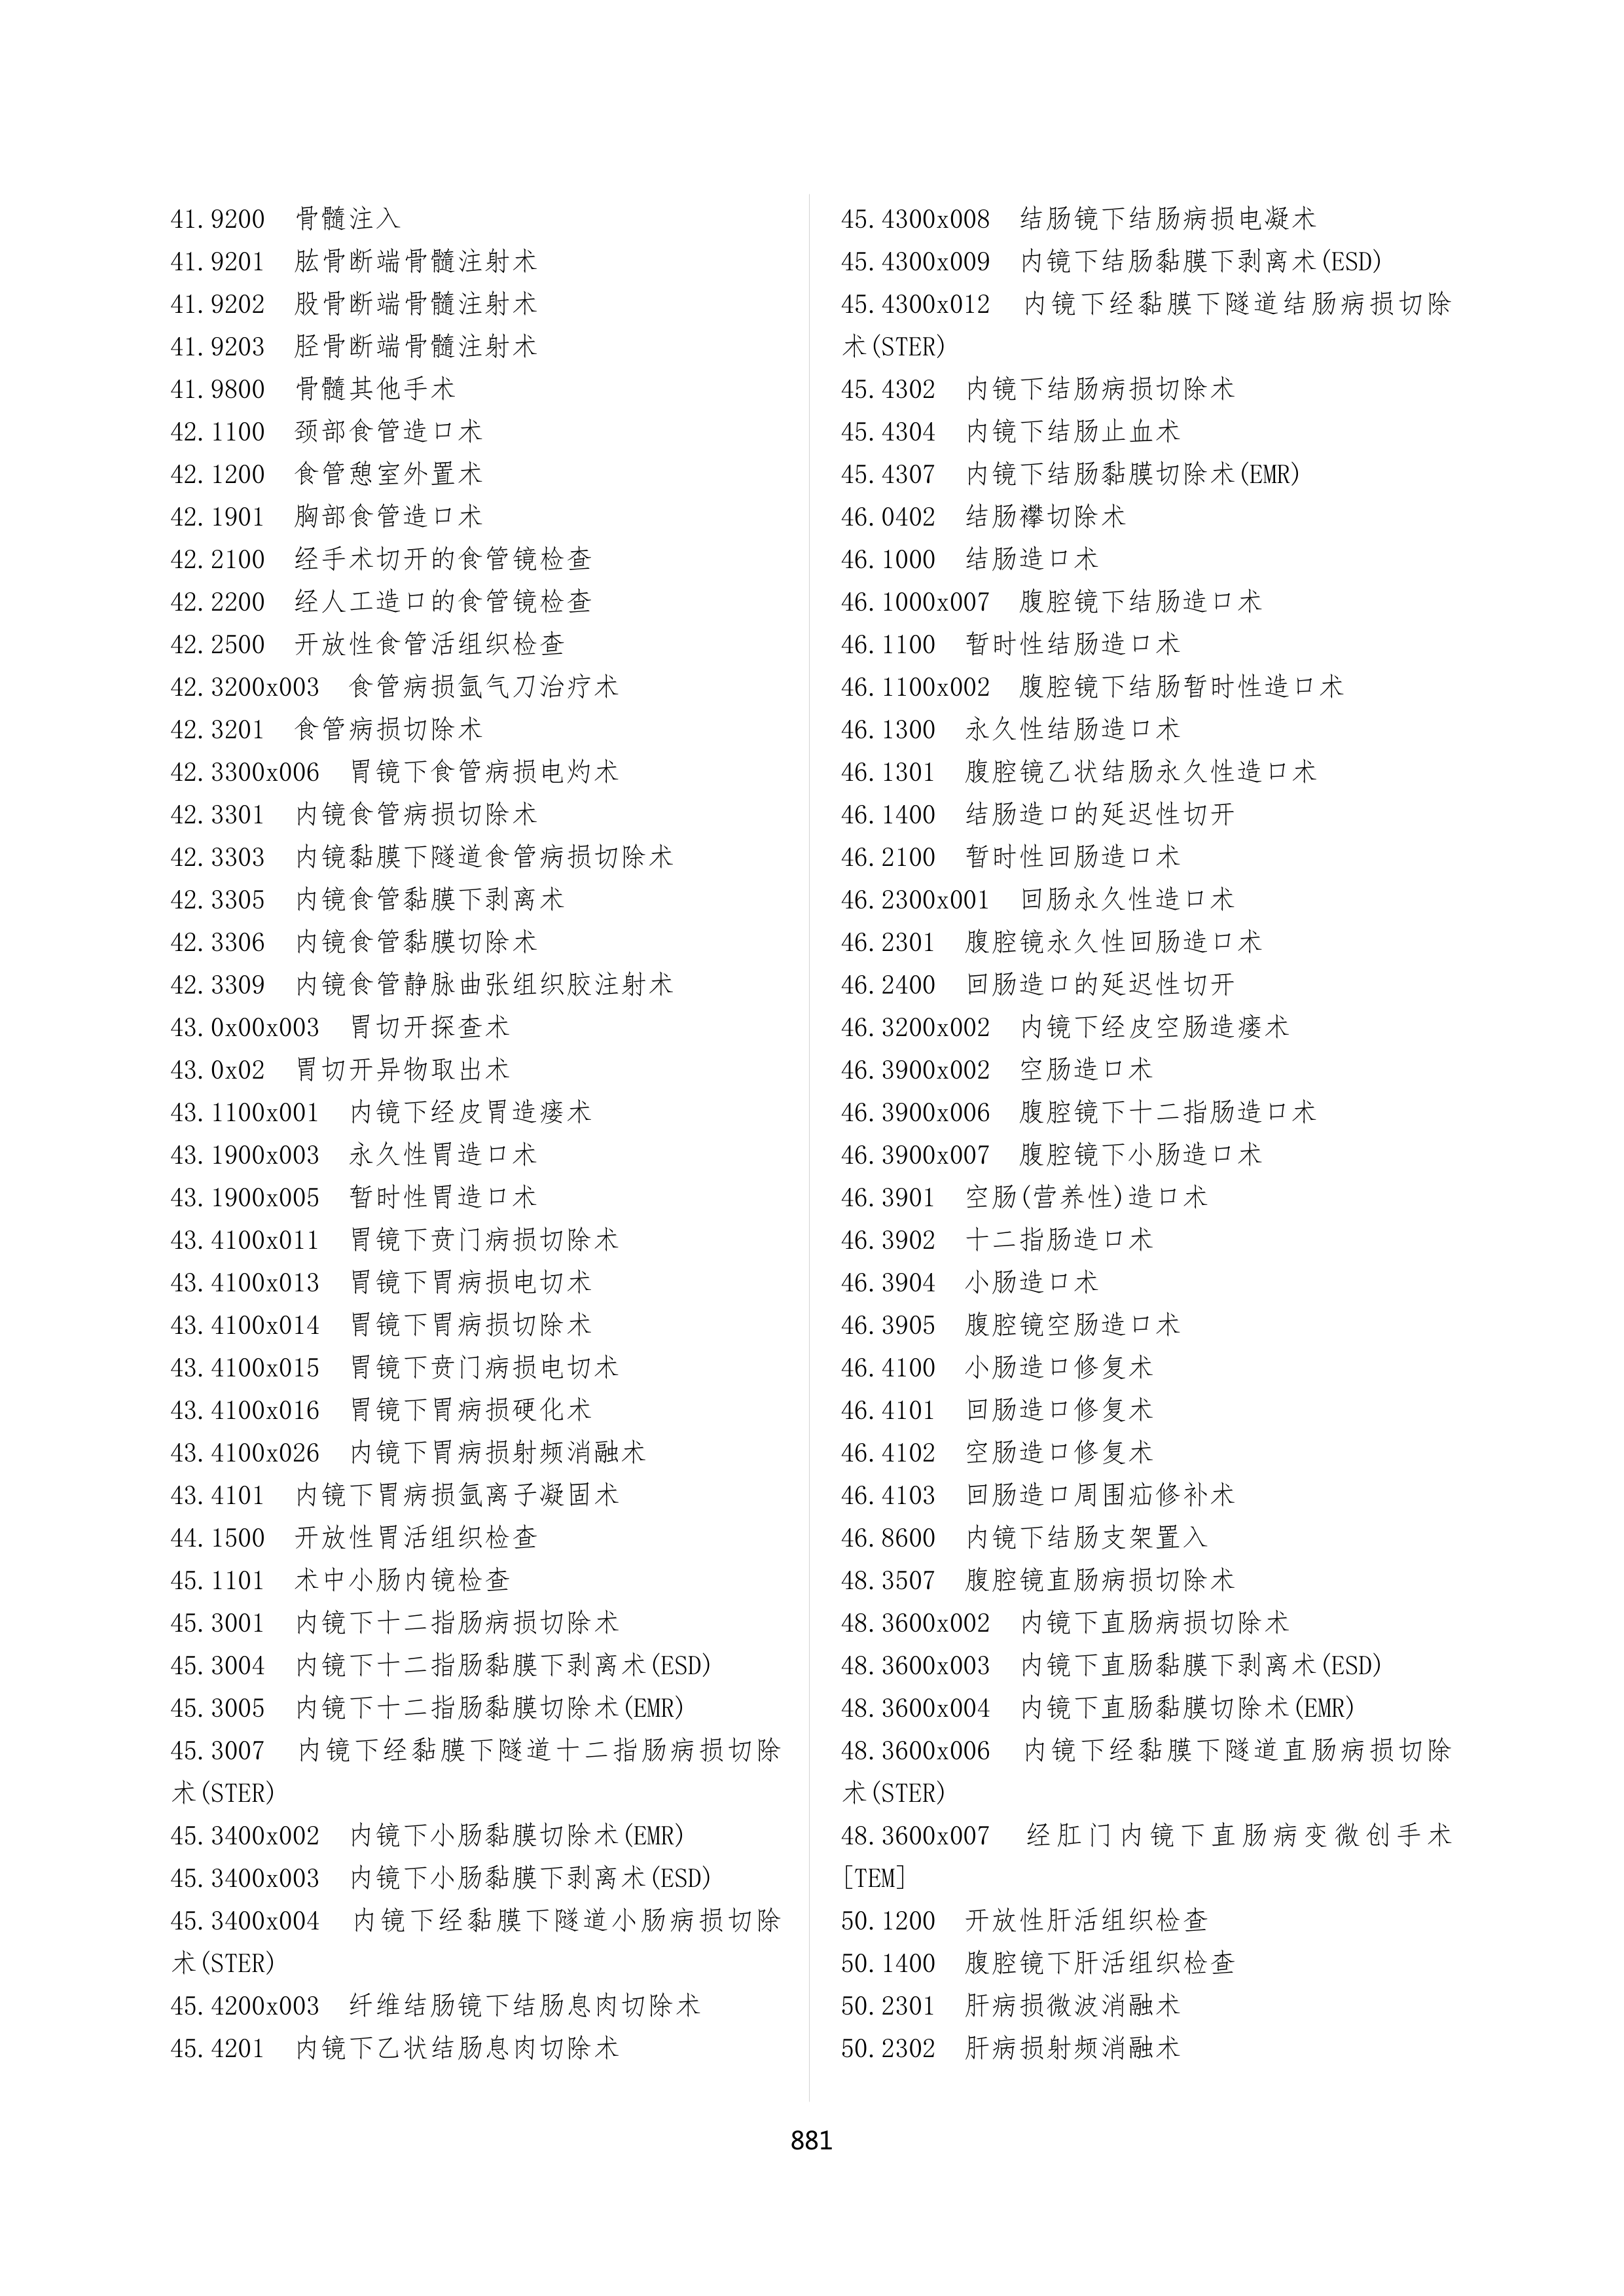 41.9200 骨髓注入
41.9201 肱骨断端骨髓注射术
41.9202 股骨断端骨髓注射术
41.9203 胫骨断端骨髓注射术
41.9800 骨髓其他手术
42.1100 颈部食管造口术
42.1200 食管憩室外置术
42.1901 胸部食管造口术
42.2100 经手术切开的食管镜检查
42.2200 经人工造口的食管镜检查
42.2500 开放性食管活组织检查
42.3200x003 食管病损氩气刀治疗术
42.3201 食管病损切除术
42.3300x006 胃镜下食管病损电灼术
42.3301 内镜食管病损切除术
42.3303 内镜黏膜下隧道食管病损切除术
42.3305 内镜食管黏膜下剥离术
42.3306 内镜食管黏膜切除术
42.3309 内镜食管静脉曲张组织胶注射术
43.0x00x003 胃切开探查术
43.0x02 胃切开异物取出术
43.1100x001 内镜下经皮胃造瘘术
43.1900x003 永久性胃造口术
43.1900x005 暂时性胃造口术
43.4100x011 胃镜下贲门病损切除术
43.4100x013 胃镜下胃病损电切术
43.4100x014 胃镜下胃病损切除术
43.4100x015 胃镜下贲门病损电切术
43.4100x016 胃镜下胃病损硬化术
43.4100x026 内镜下胃病损射频消融术
43.4101 内镜下胃病损氩离子凝固术
44.1500 开放性胃活组织检查
45.1101 术中小肠内镜检查
45.3001 内镜下十二指肠病损切除术
45.3004 内镜下十二指肠黏膜下剥离术(ESD)
45.3005 内镜下十二指肠黏膜切除术(EMR)
45.3007 内镜下经黏膜下隧道十二指肠病损切除
术(STER)
45.3400x002 内镜下小肠黏膜切除术(EMR)
45.3400x003 内镜下小肠黏膜下剥离术(ESD)
45.3400x004 内镜下经黏膜下隧道小肠病损切除
术(STER)
45.4200x003 纤维结肠镜下结肠息肉切除术
45.4201 内镜下乙状结肠息肉切除术
45.4300x008 结肠镜下结肠病损电凝术
45.4300x009 内镜下结肠黏膜下剥离术(ESD)
45.4300x012 内镜下经黏膜下隧道结肠病损切除
术(STER)
45.4302 内镜下结肠病损切除术
45.4304 内镜下结肠止血术
45.4307 内镜下结肠黏膜切除术(EMR)
46.0402 结肠襻切除术
46.1000 结肠造口术
46.1000x007 腹腔镜下结肠造口术
46.1100 暂时性结肠造口术
46.1100x002 腹腔镜下结肠暂时性造口术
46.1300 永久性结肠造口术
46.1301 腹腔镜乙状结肠永久性造口术
46.1400 结肠造口的延迟性切开
46.2100 暂时性回肠造口术
46.2300x001 回肠永久性造口术
46.2301 腹腔镜永久性回肠造口术
46.2400 回肠造口的延迟性切开
46.3200x002 内镜下经皮空肠造瘘术
46.3900x002 空肠造口术
46.3900x006 腹腔镜下十二指肠造口术
46.3900x007 腹腔镜下小肠造口术
46.3901 空肠(营养性)造口术
46.3902 十二指肠造口术
46.3904 小肠造口术
46.3905 腹腔镜空肠造口术
46.4100 小肠造口修复术
46.4101 回肠造口修复术
46.4102 空肠造口修复术
46.4103 回肠造口周围疝修补术
46.8600 内镜下结肠支架置入
48.3507 腹腔镜直肠病损切除术
48.3600x002 内镜下直肠病损切除术
48.3600x003 内镜下直肠黏膜下剥离术(ESD)
48.3600x004 内镜下直肠黏膜切除术(EMR)
48.3600x006 内镜下经黏膜下隧道直肠病损切除
术(STER)
48.3600x007 经肛门内镜下直肠病变微创手术
[TEM]
50.1200 开放性肝活组织检查
50.1400 腹腔镜下肝活组织检查
50.2301 肝病损微波消融术
50.2302 肝病损射频消融术
881